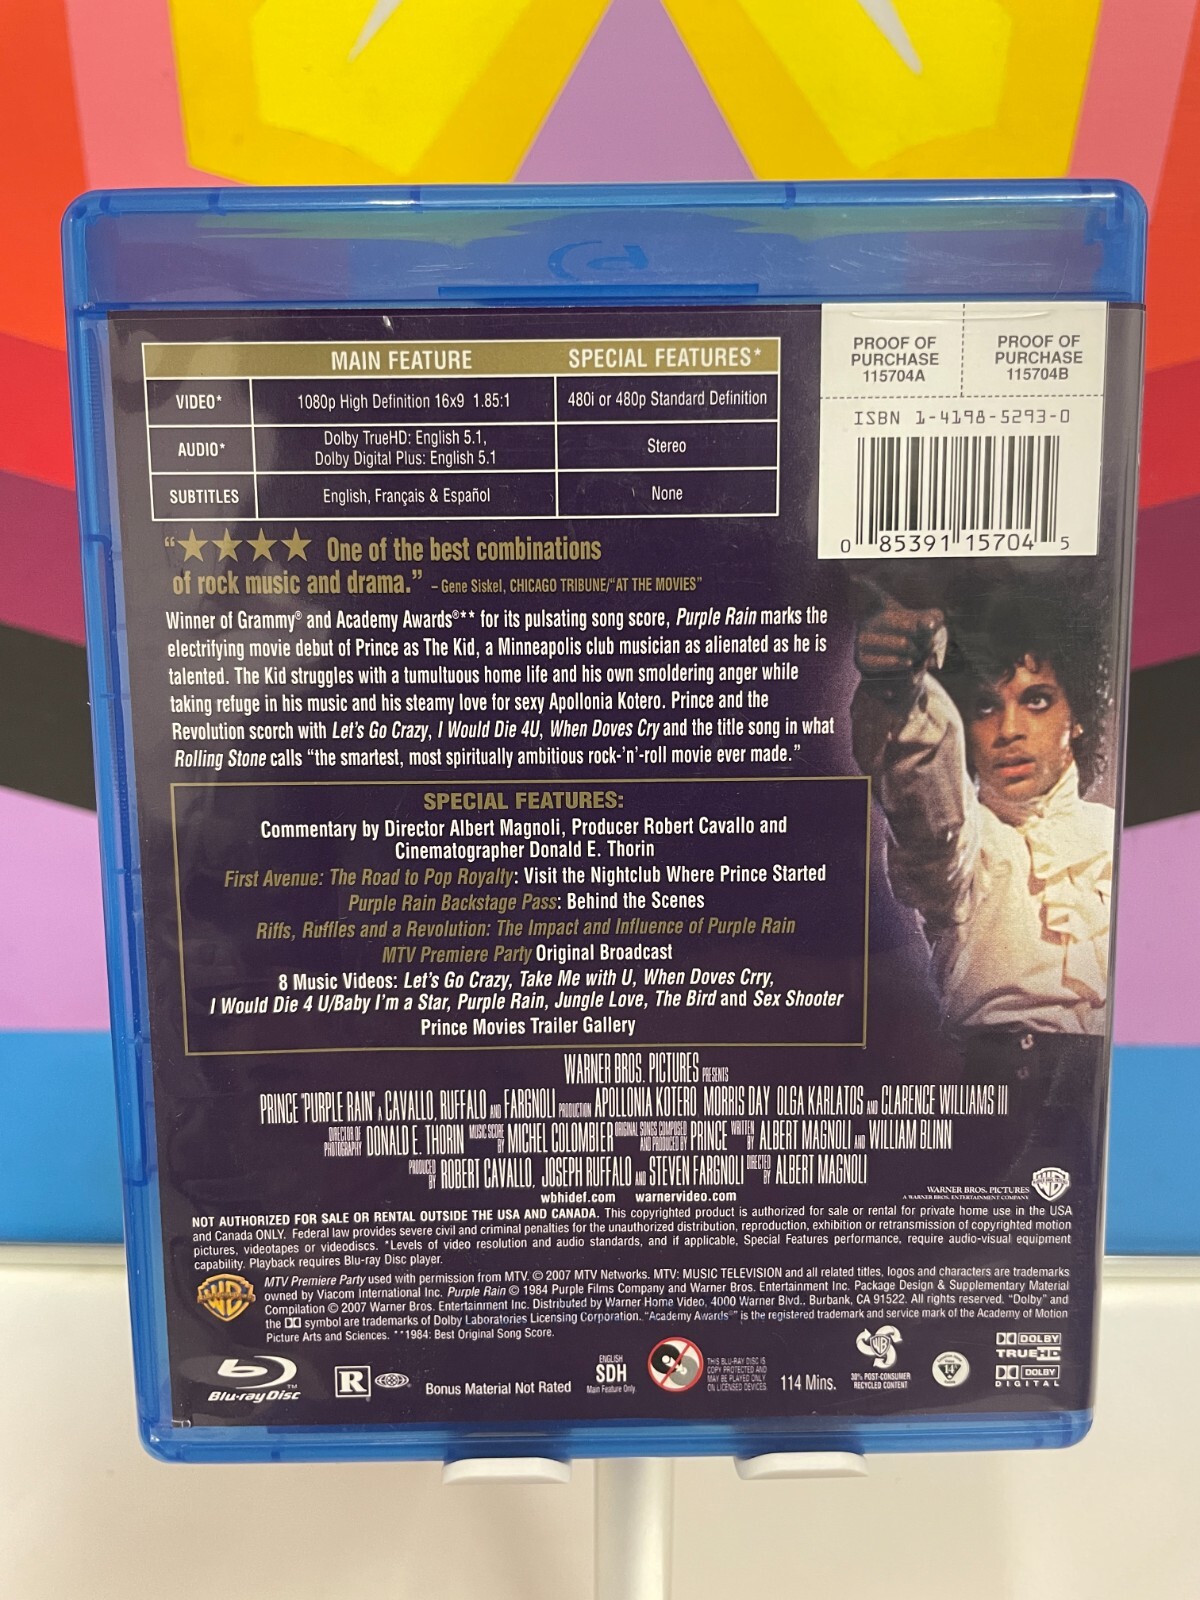 PROOF OF PURCHASE 115704A
PROOF OF PURCHASE 115704B
ISBN 1-4198-5293-0
0 85391 15704 5
MAIN FEATURE SPECIAL FEATURES*
VIDEO* 1080p High Definition 16x9 1.85:1 480i or 480p Standard Definition
AUDIO* Dolby TrueHD: English 5.1, Dolby Digital Plus: English 5.1 Stereo
SUBTITLES English, Français & Español None
“★★★★ One of the best combinations
of rock music and drama.” – Gene Siskel, CHICAGO TRIBUNE/“AT THE MOVIES”
Winner of Grammy® and Academy Awards®** for its pulsating song score, Purple Rain marks the
electrifying movie debut of Prince as The Kid, a Minneapolis club musician as alienated as he is
talented. The Kid struggles with a tumultuous home life and his own smoldering anger while
taking refuge in his music and his steamy love for sexy Apollonia Kotero. Prince and the
Revolution scorch with Let's Go Crazy, I Would Die 4U, When Doves Cry and the title song in what
Rolling Stone calls “the smartest, most spiritually ambitious rock-'n'-roll movie ever made.”
SPECIAL FEATURES:
Commentary by Director Albert Magnoli, Producer Robert Cavallo and
Cinematographer Donald E. Thorin
First Avenue: The Road to Pop Royalty: Visit the Nightclub Where Prince Started
Purple Rain Backstage Pass: Behind the Scenes
Riffs, Ruffles and a Revolution: The Impact and Influence of Purple Rain
MTV Premiere Party Original Broadcast
8 Music Videos: Let's Go Crazy, Take Me with U, When Doves Crry,
I Would Die 4 U/Baby I'm a Star, Purple Rain, Jungle Love, The Bird and Sex Shooter
Prince Movies Trailer Gallery
WARNER BROS. PICTURES PRESENTS
PRINCE "PURPLE RAIN" A CAVALLO, RUFFALO AND FARGNOLI PRODUCTION APOLLONIA KOTERO MORRIS DAY OLGA KARLATOS AND CLARENCE WILLIAMS III
DIRECTOR OF PHOTOGRAPHY DONALD E. THORIN MUSIC SCORE BY MICHEL COLOMBIER ORIGINAL SONGS COMPOSED AND PRODUCED BY PRINCE WRITTEN BY ALBERT MAGNOLI AND WILLIAM BLINN
PRODUCED BY ROBERT CAVALLO, JOSEPH RUFFALO AND STEVEN FARGNOLI DIRECTED BY ALBERT MAGNOLI
wbhidef.com warnervideo.com
WARNER BROS. PICTURES
A WARNER BROS. ENTERTAINMENT COMPANY
NOT AUTHORIZED FOR SALE OR RENTAL OUTSIDE THE USA AND CANADA. This copyrighted product is authorized for sale or rental for private home use in the USA
and Canada ONLY. Federal law provides severe civil and criminal penalties for the unauthorized distribution, reproduction, exhibition or retransmission of copyrighted motion
pictures, videotapes or videodiscs. *Levels of video resolution and audio standards, and if applicable, Special Features performance, require audio-visual equipment
capability. Playback requires Blu-ray Disc player.
MTV Premiere Party used with permission from MTV. © 2007 MTV Networks. MTV: MUSIC TELEVISION and all related titles, logos and characters are trademarks
owned by Viacom International Inc. Purple Rain © 1984 Purple Films Company and Warner Bros. Entertainment Inc. Package Design & Supplementary Material
Compilation © 2007 Warner Bros. Entertainment Inc. Distributed by Warner Home Video, 4000 Warner Blvd., Burbank, CA 91522. All rights reserved. “Dolby” and
the DD symbol are trademarks of Dolby Laboratories Licensing Corporation. “Academy Awards®” is the registered trademark and service mark of the Academy of Motion
Picture Arts and Sciences. **1984: Best Original Song Score.
Blu-ray Disc™
R
Bonus Material Not Rated
ENGLISH
SDH
Main Feature Only
THIS BLU-RAY DISC IS
COPY PROTECTED AND
MAY BE PLAYED ONLY
ON LICENSED DEVICES
114 Mins.
30% POST-CONSUMER
RECYCLED CONTENT
DOLBY
TRUEHD
DOLBY
DIGITAL